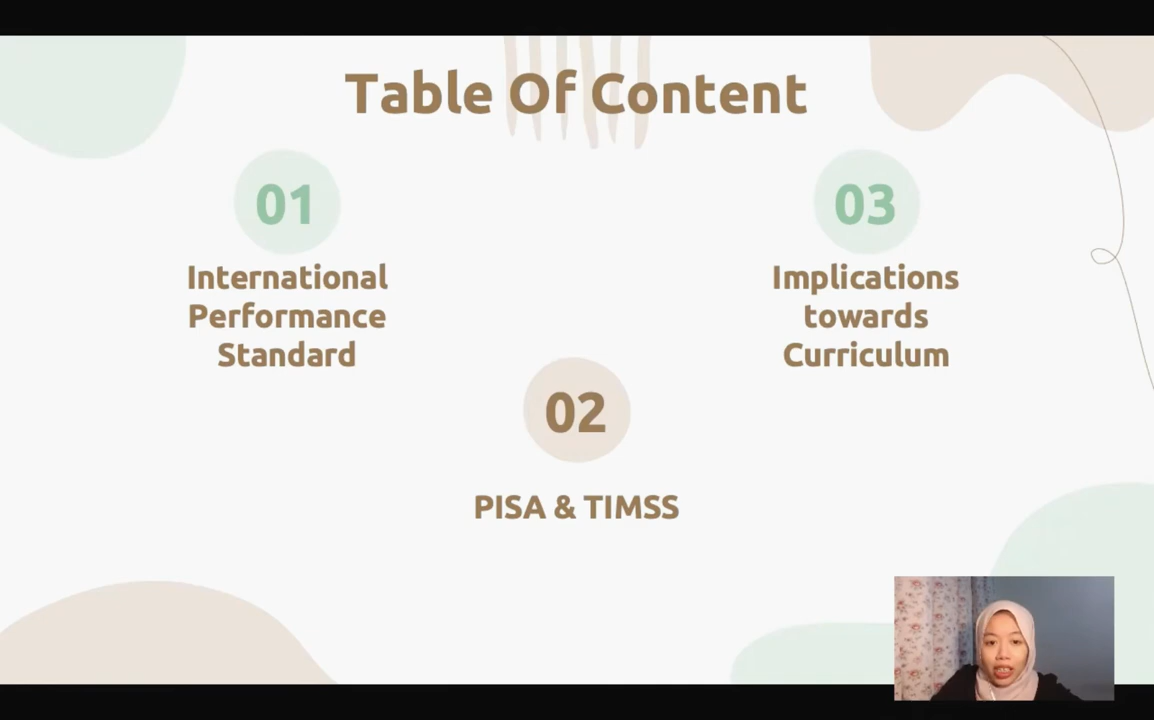 Table Of Content
01
International
Performance
Standard
02
PISA & TIMSS
03
Implications
towards
Curriculum